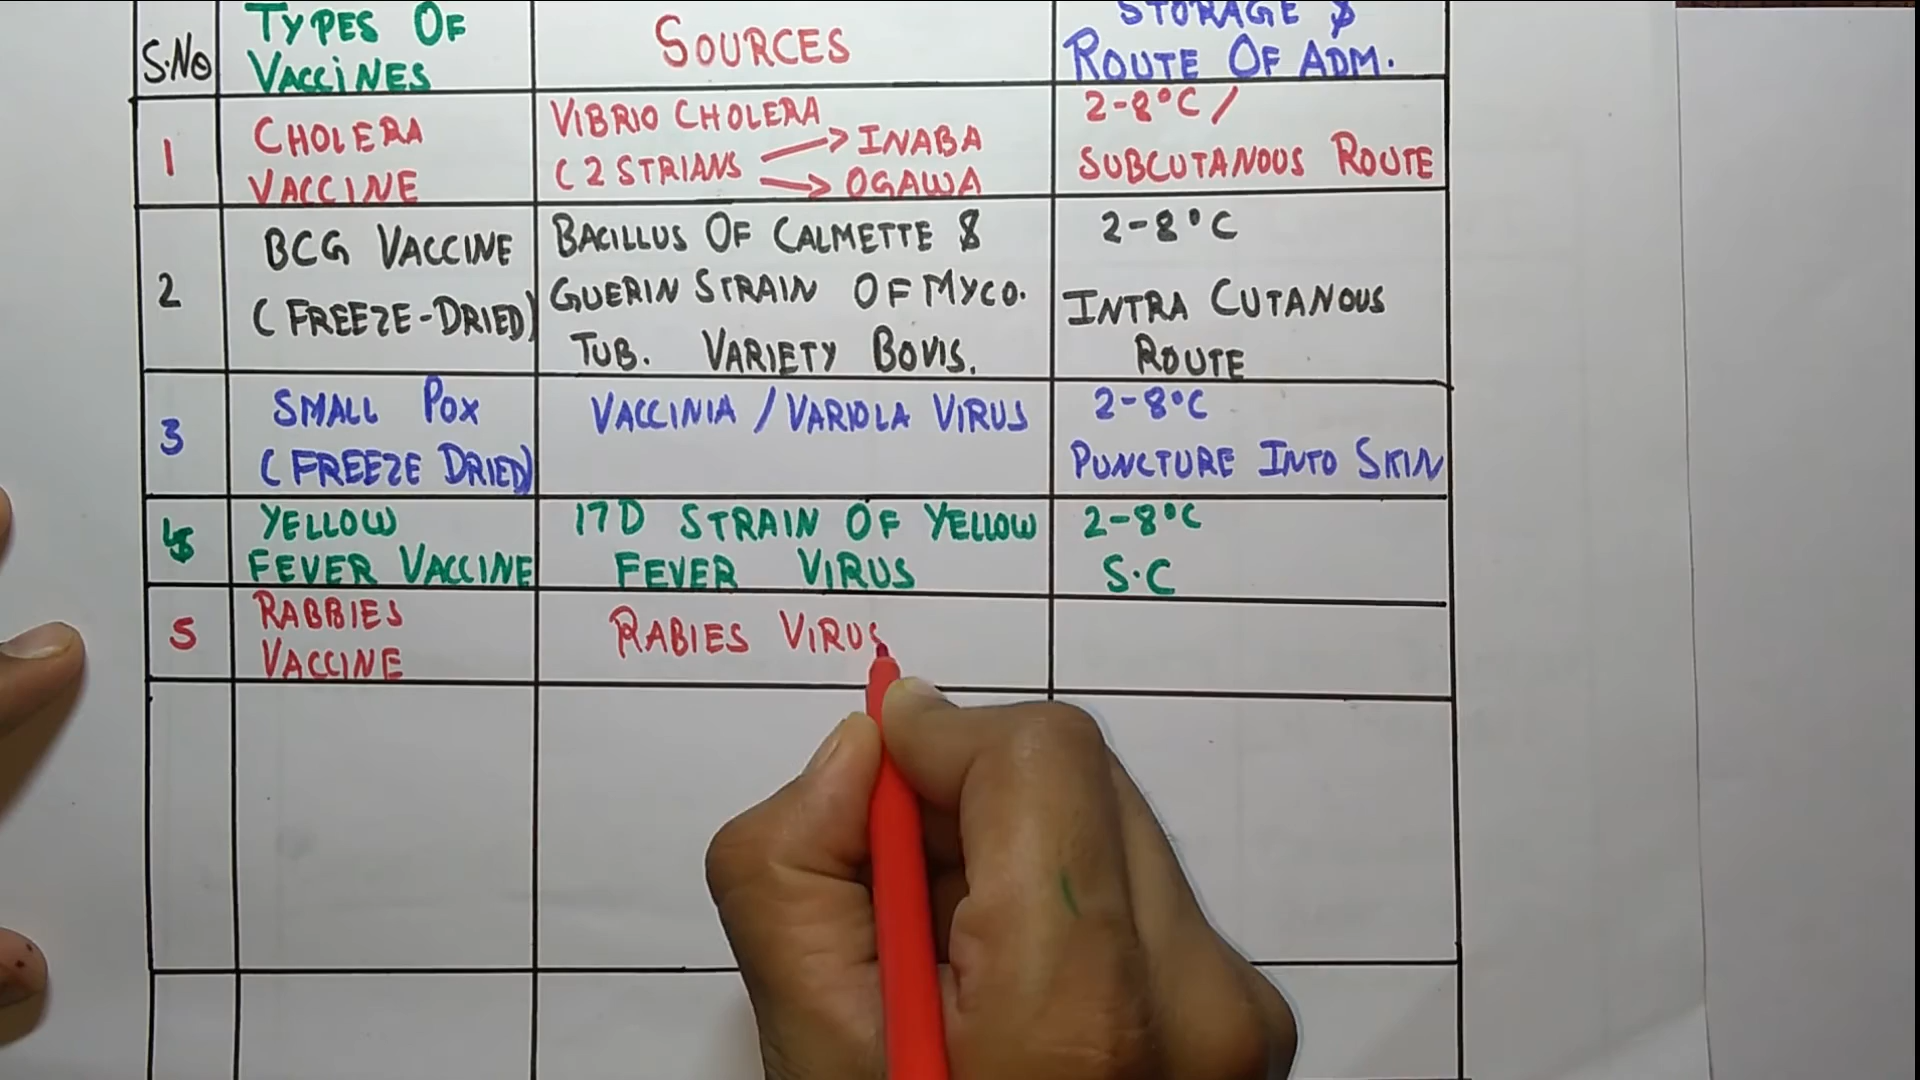 S.NO
TYPES OF
VACCINES
SOURCES
STORAGE &
ROUTE OF ADM.
1
CHOLERA
VACCINE
VIBRIO CHOLERA
( 2 STRIANS
INABA
OGAWA
2-8°C /
SUBCUTANOUS ROUTE
2
BCG VACCINE
( FREEZE-DRIED)
BACILLUS OF CALMETTE &
GUERIN STRAIN OF MYCO.
TUB. VARIETY BOVIS.
2-8°C
INTRA CUTANOUS
ROUTE
3
SMALL POX
( FREEZE DRIED)
VACCINIA / VARIOLA VIRUS
2-8°C
PUNCTURE INTO SKIN
4
YELLOW
FEVER VACCINE
17D STRAIN OF YELLOW
FEVER VIRUS
2-8°C
S.C
5
RABBIES
VACCINE
RABIES VIRUS